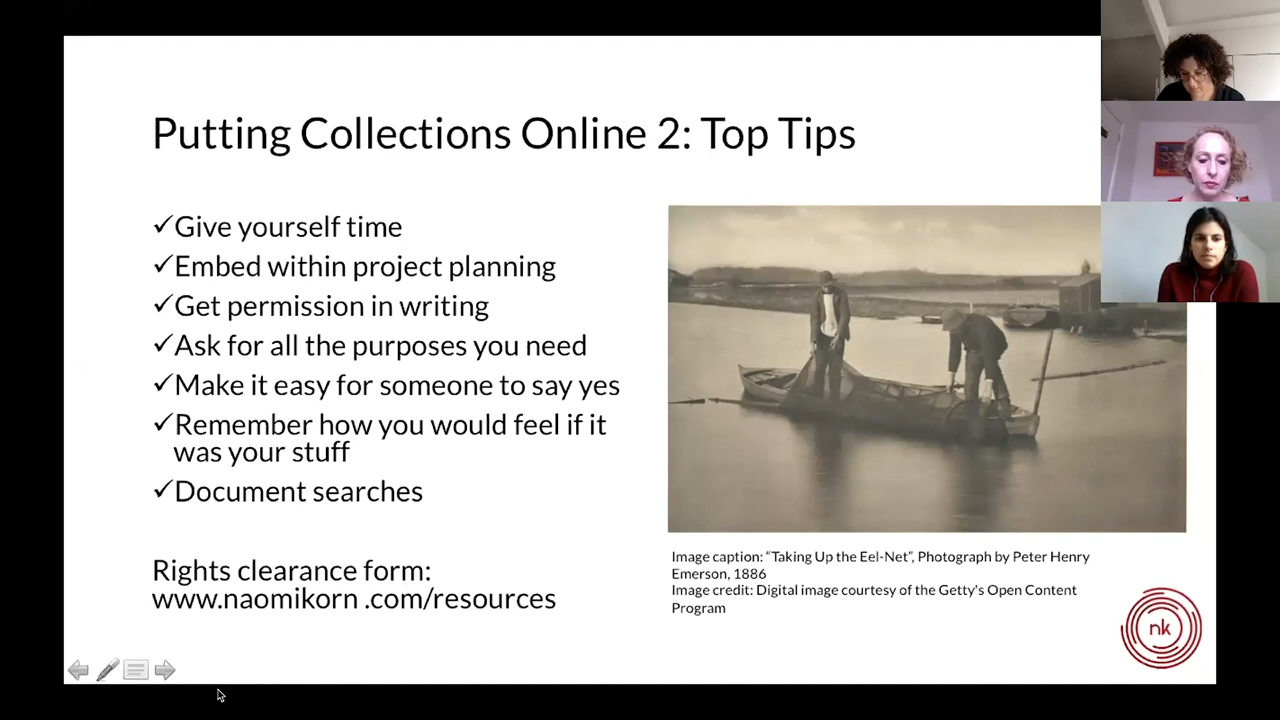 Putting Collections Online 2: Top Tips
✓Give yourself time
✓Embed within project planning
✓Get permission in writing
✓Ask for all the purposes you need
✓Make it easy for someone to say yes
✓Remember how you would feel if it
was your stuff
✓Document searches
Rights clearance form:
www.naomikorn .com/resources
Image caption: “Taking Up the Eel-Net”, Photograph by Peter Henry
Emerson, 1886
Image credit: Digital image courtesy of the Getty's Open Content
Program
nk